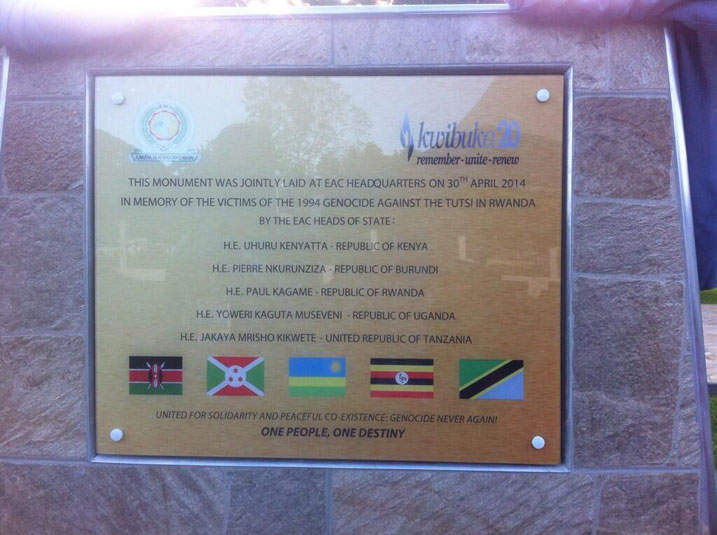 kwibuka20
remember-unite-renew
THIS MONUMENT WAS JOINTLY LAID AT EAC HEADQUARTERS ON 30TH APRIL 2014
IN MEMORY OF THE VICTIMS OF THE 1994 GENOCIDE AGAINST THE TUTSI IN RWANDA
BY THE EAC HEADS OF STATE:
H.E. UHURU KENYATTA - REPUBLIC OF KENYA
H.E. PIERRE NKURUNZIZA - REPUBLIC OF BURUNDI
H.E. PAUL KAGAME - REPUBLIC OF RWANDA
H.E. YOWERI KAGUTA MUSEVENI - REPUBLIC OF UGANDA
H.E. JAKAYA MRISHO KIKWETE - UNITED REPUBLIC OF TANZANIA
UNITED FOR SOLIDARITY AND PEACEFUL CO-EXISTENCE: GENOCIDE NEVER AGAIN!
ONE PEOPLE, ONE DESTINY